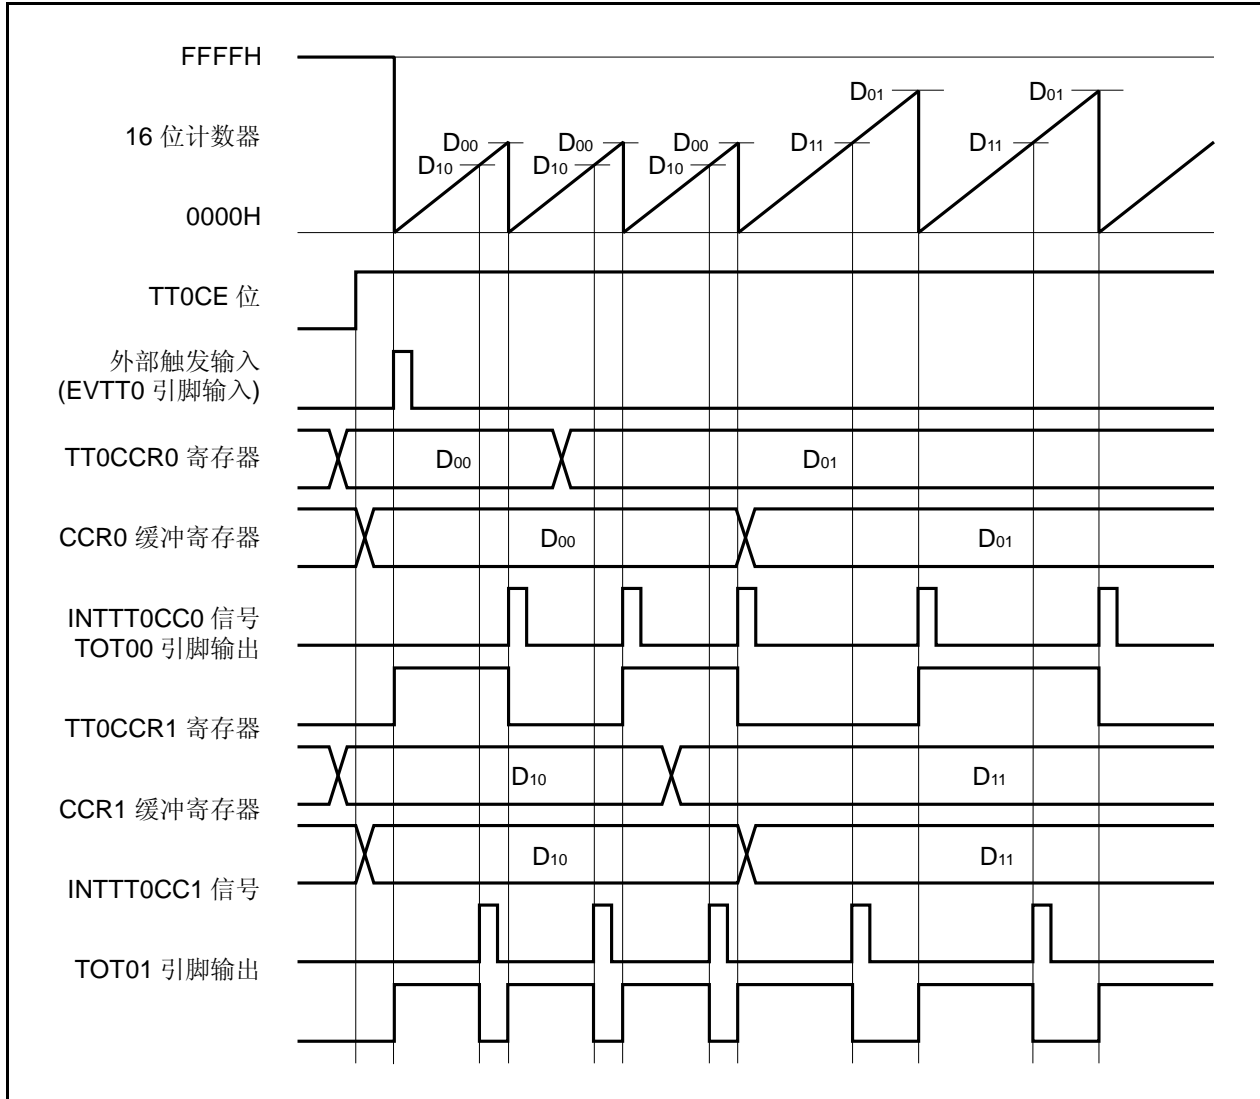 FFFFH
D01
D01
16 位计数器
D00
D00
D00
D11
D11
D10
D10
D10
0000H
TT0CE 位
外部触发输入
(EVTT0 引脚输入)
TT0CCR0 寄存器
D00
D01
CCR0 缓冲寄存器
D00
D01
INTTT0CC0 信号
TOT00 引脚输出
TT0CCR1 寄存器
D10
D11
CCR1 缓冲寄存器
D10
D11
INTTT0CC1 信号
TOT01 引脚输出